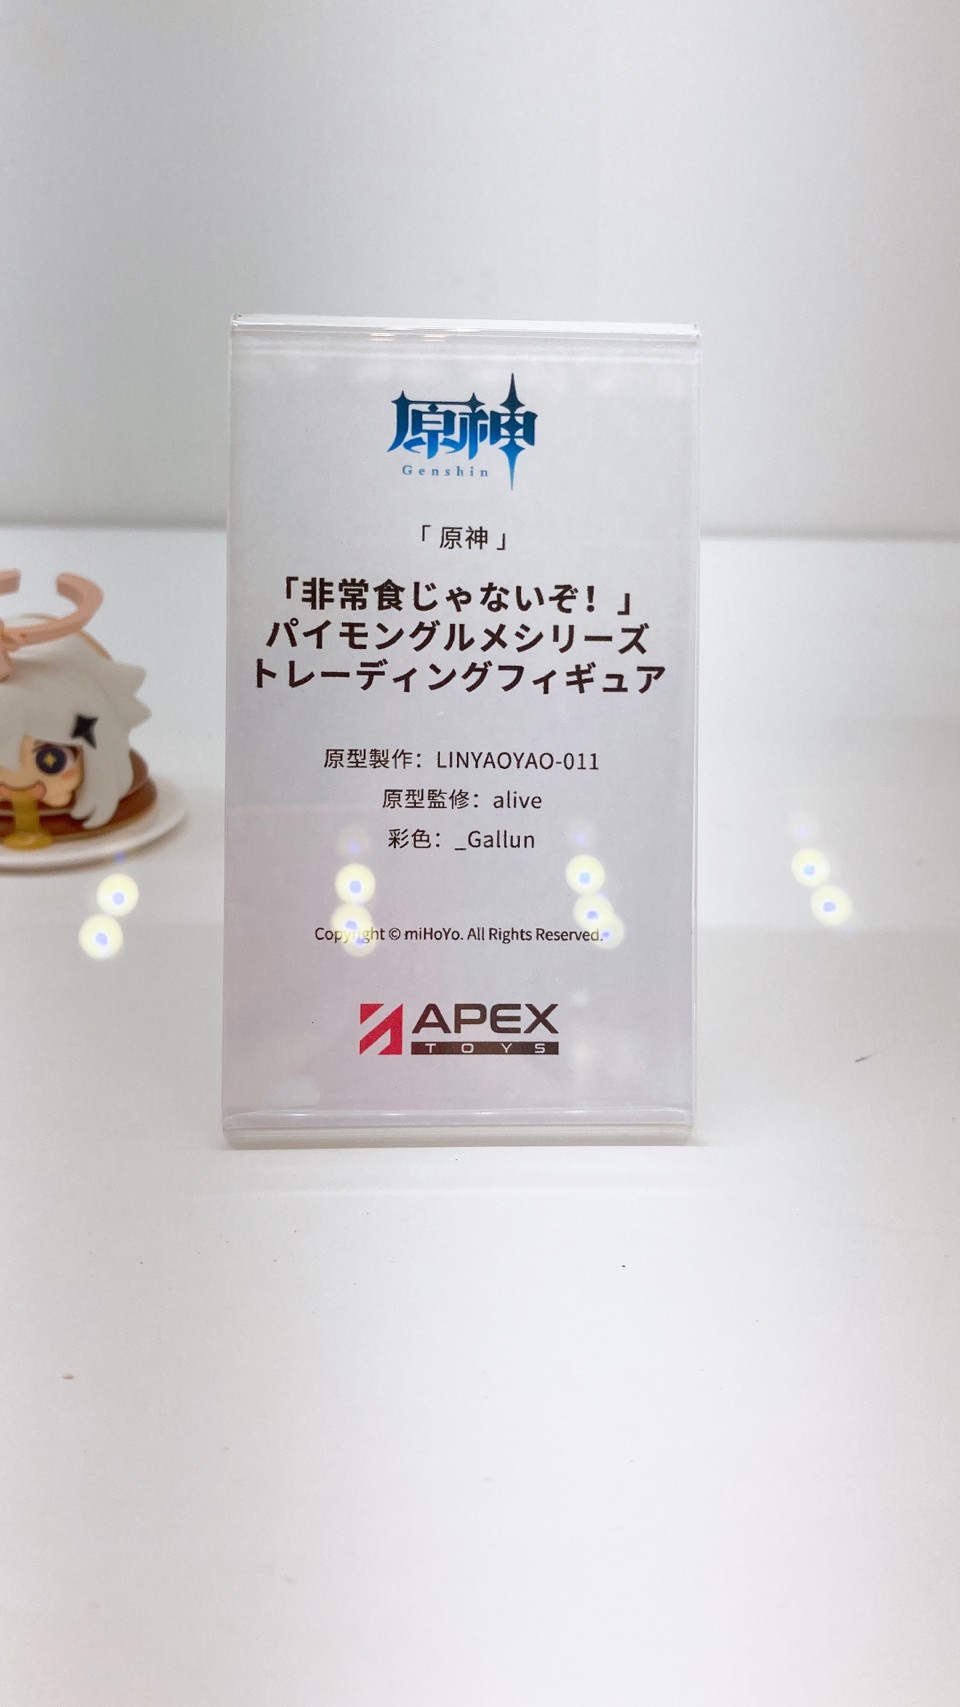 原神
Genshin
「 原神 」
「非常食じゃないぞ！」
パイモングルメシリーズ
トレーディングフィギュア
原型製作：LINYAOYAO-011
原型監修：alive
彩色：_Gallun
Copyright © miHoYo. All Rights Reserved.
APEX
TOYS